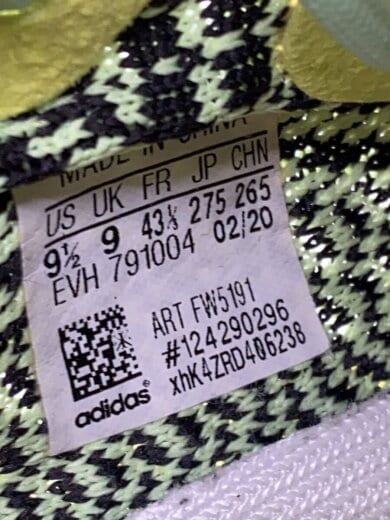 MADE IN CHINA
US UK FR JP CHN
9½ 9 43⅓ 275 265
EVH 791004 02/20
ART FW5191
#124290296
xhK4ZRD406238
adidas®